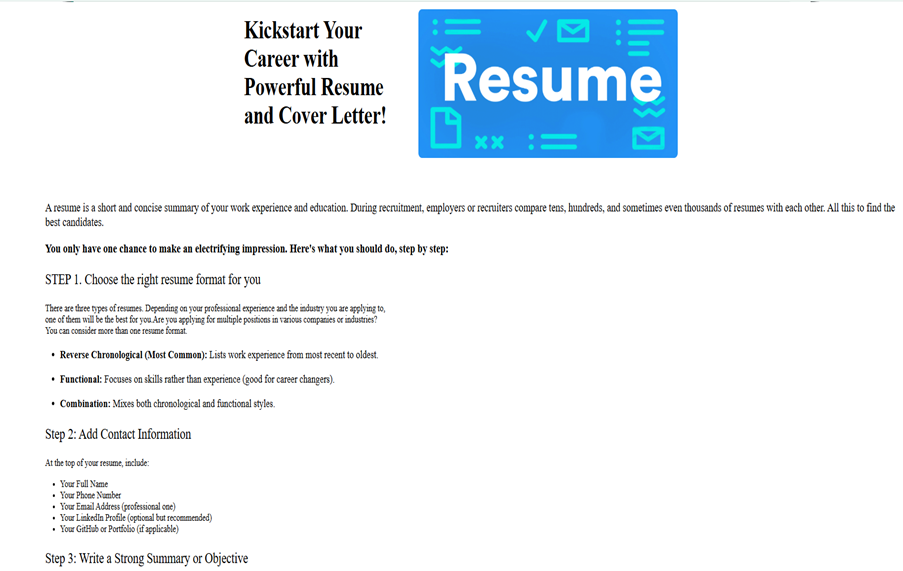 Kickstart Your
Career with
Powerful Resume
and Cover Letter!
Resume
A resume is a short and concise summary of your work experience and education. During recruitment, employers or recruiters compare tens, hundreds, and sometimes even thousands of resumes with each other. All this to find the
best candidates.
You only have one chance to make an electrifying impression. Here's what you should do, step by step:
STEP 1. Choose the right resume format for you
There are three types of resumes. Depending on your professional experience and the industry you are applying to,
one of them will be the best for you.Are you applying for multiple positions in various companies or industries?
You can consider more than one resume format.
• Reverse Chronological (Most Common): Lists work experience from most recent to oldest.
• Functional: Focuses on skills rather than experience (good for career changers).
• Combination: Mixes both chronological and functional styles.
Step 2: Add Contact Information
At the top of your resume, include:
• Your Full Name
• Your Phone Number
• Your Email Address (professional one)
• Your LinkedIn Profile (optional but recommended)
• Your GitHub or Portfolio (if applicable)
Step 3: Write a Strong Summary or Objective